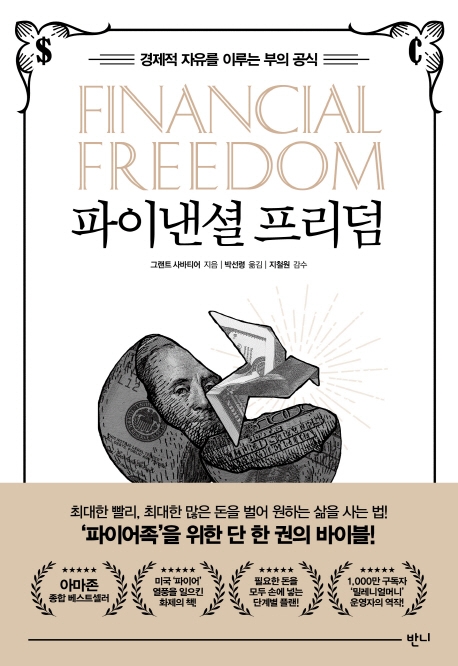 $
₵
경제적 자유를 이루는 부의 공식
FINANCIAL
FREEDOM
파이낸셜 프리덤
그랜트 사바티어 지음 | 박선령 옮김 | 지철원 감수
L12
최대한 빨리, 최대한 많은 돈을 벌어 원하는 삶을 사는 법!
‘파이어족’을 위한 단 한 권의 바이블!
★★★★★
아마존
종합 베스트셀러
★★★★★
미국 ‘파이어’
열풍을 일으킨
화제의 책!
★★★★★
필요한 돈을
모두 손에 넣는
단계별 플랜!
★★★★★
1,000만 구독자
‘밀레니얼머니’
운영자의 역작!
반니